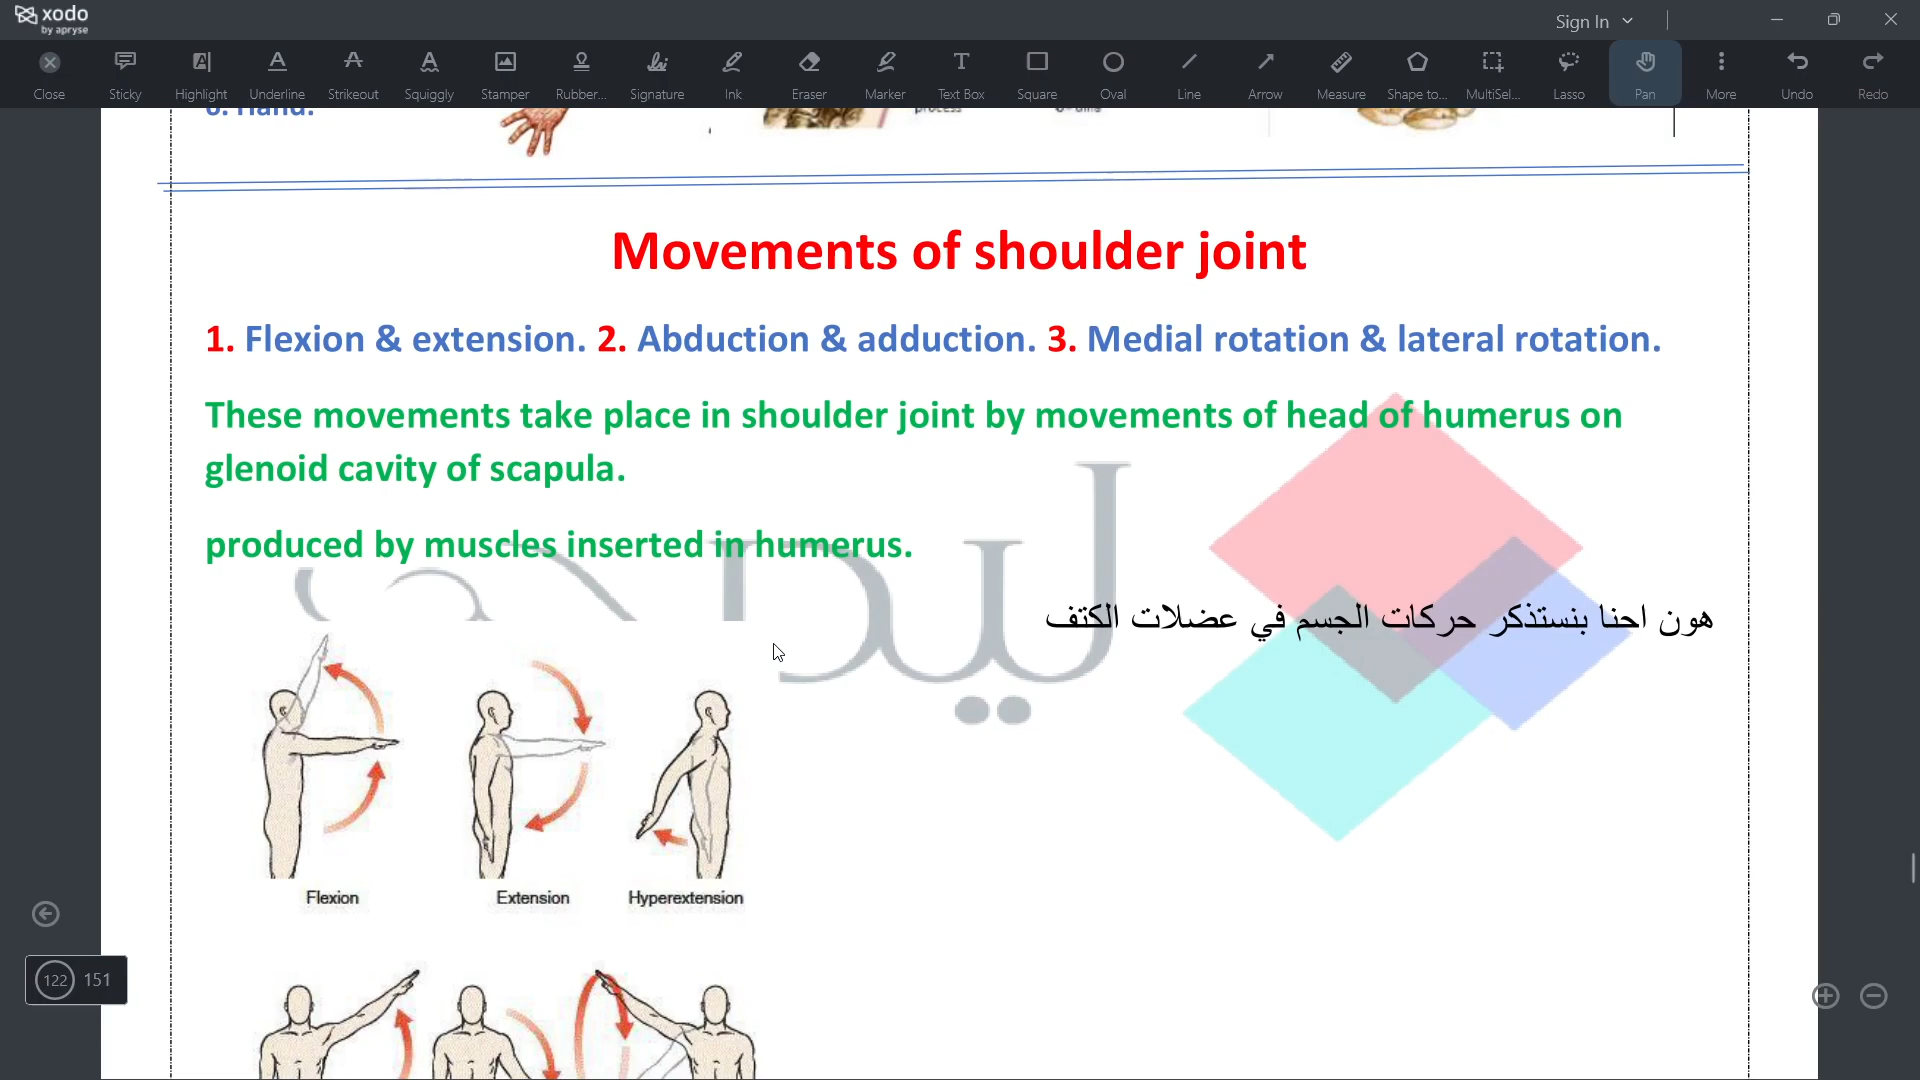 xodo
by apryse
Sign In
Close
Sticky
Highlight
Underline
Strikeout
Squiggly
Stamper
Rubber...
Signature
Ink
Eraser
Marker
Text Box
Square
Oval
Line
Arrow
Measure
Shape to...
MultiSel...
Lasso
Pan
More
Undo
Redo
Movements of shoulder joint
1. Flexion & extension. 2. Abduction & adduction. 3. Medial rotation & lateral rotation.
These movements take place in shoulder joint by movements of head of humerus on
glenoid cavity of scapula.
produced by muscles inserted in humerus.
هون احنا بنستذكر حركات الجسم في عضلات الكتف
Flexion
Extension
Hyperextension
122 151